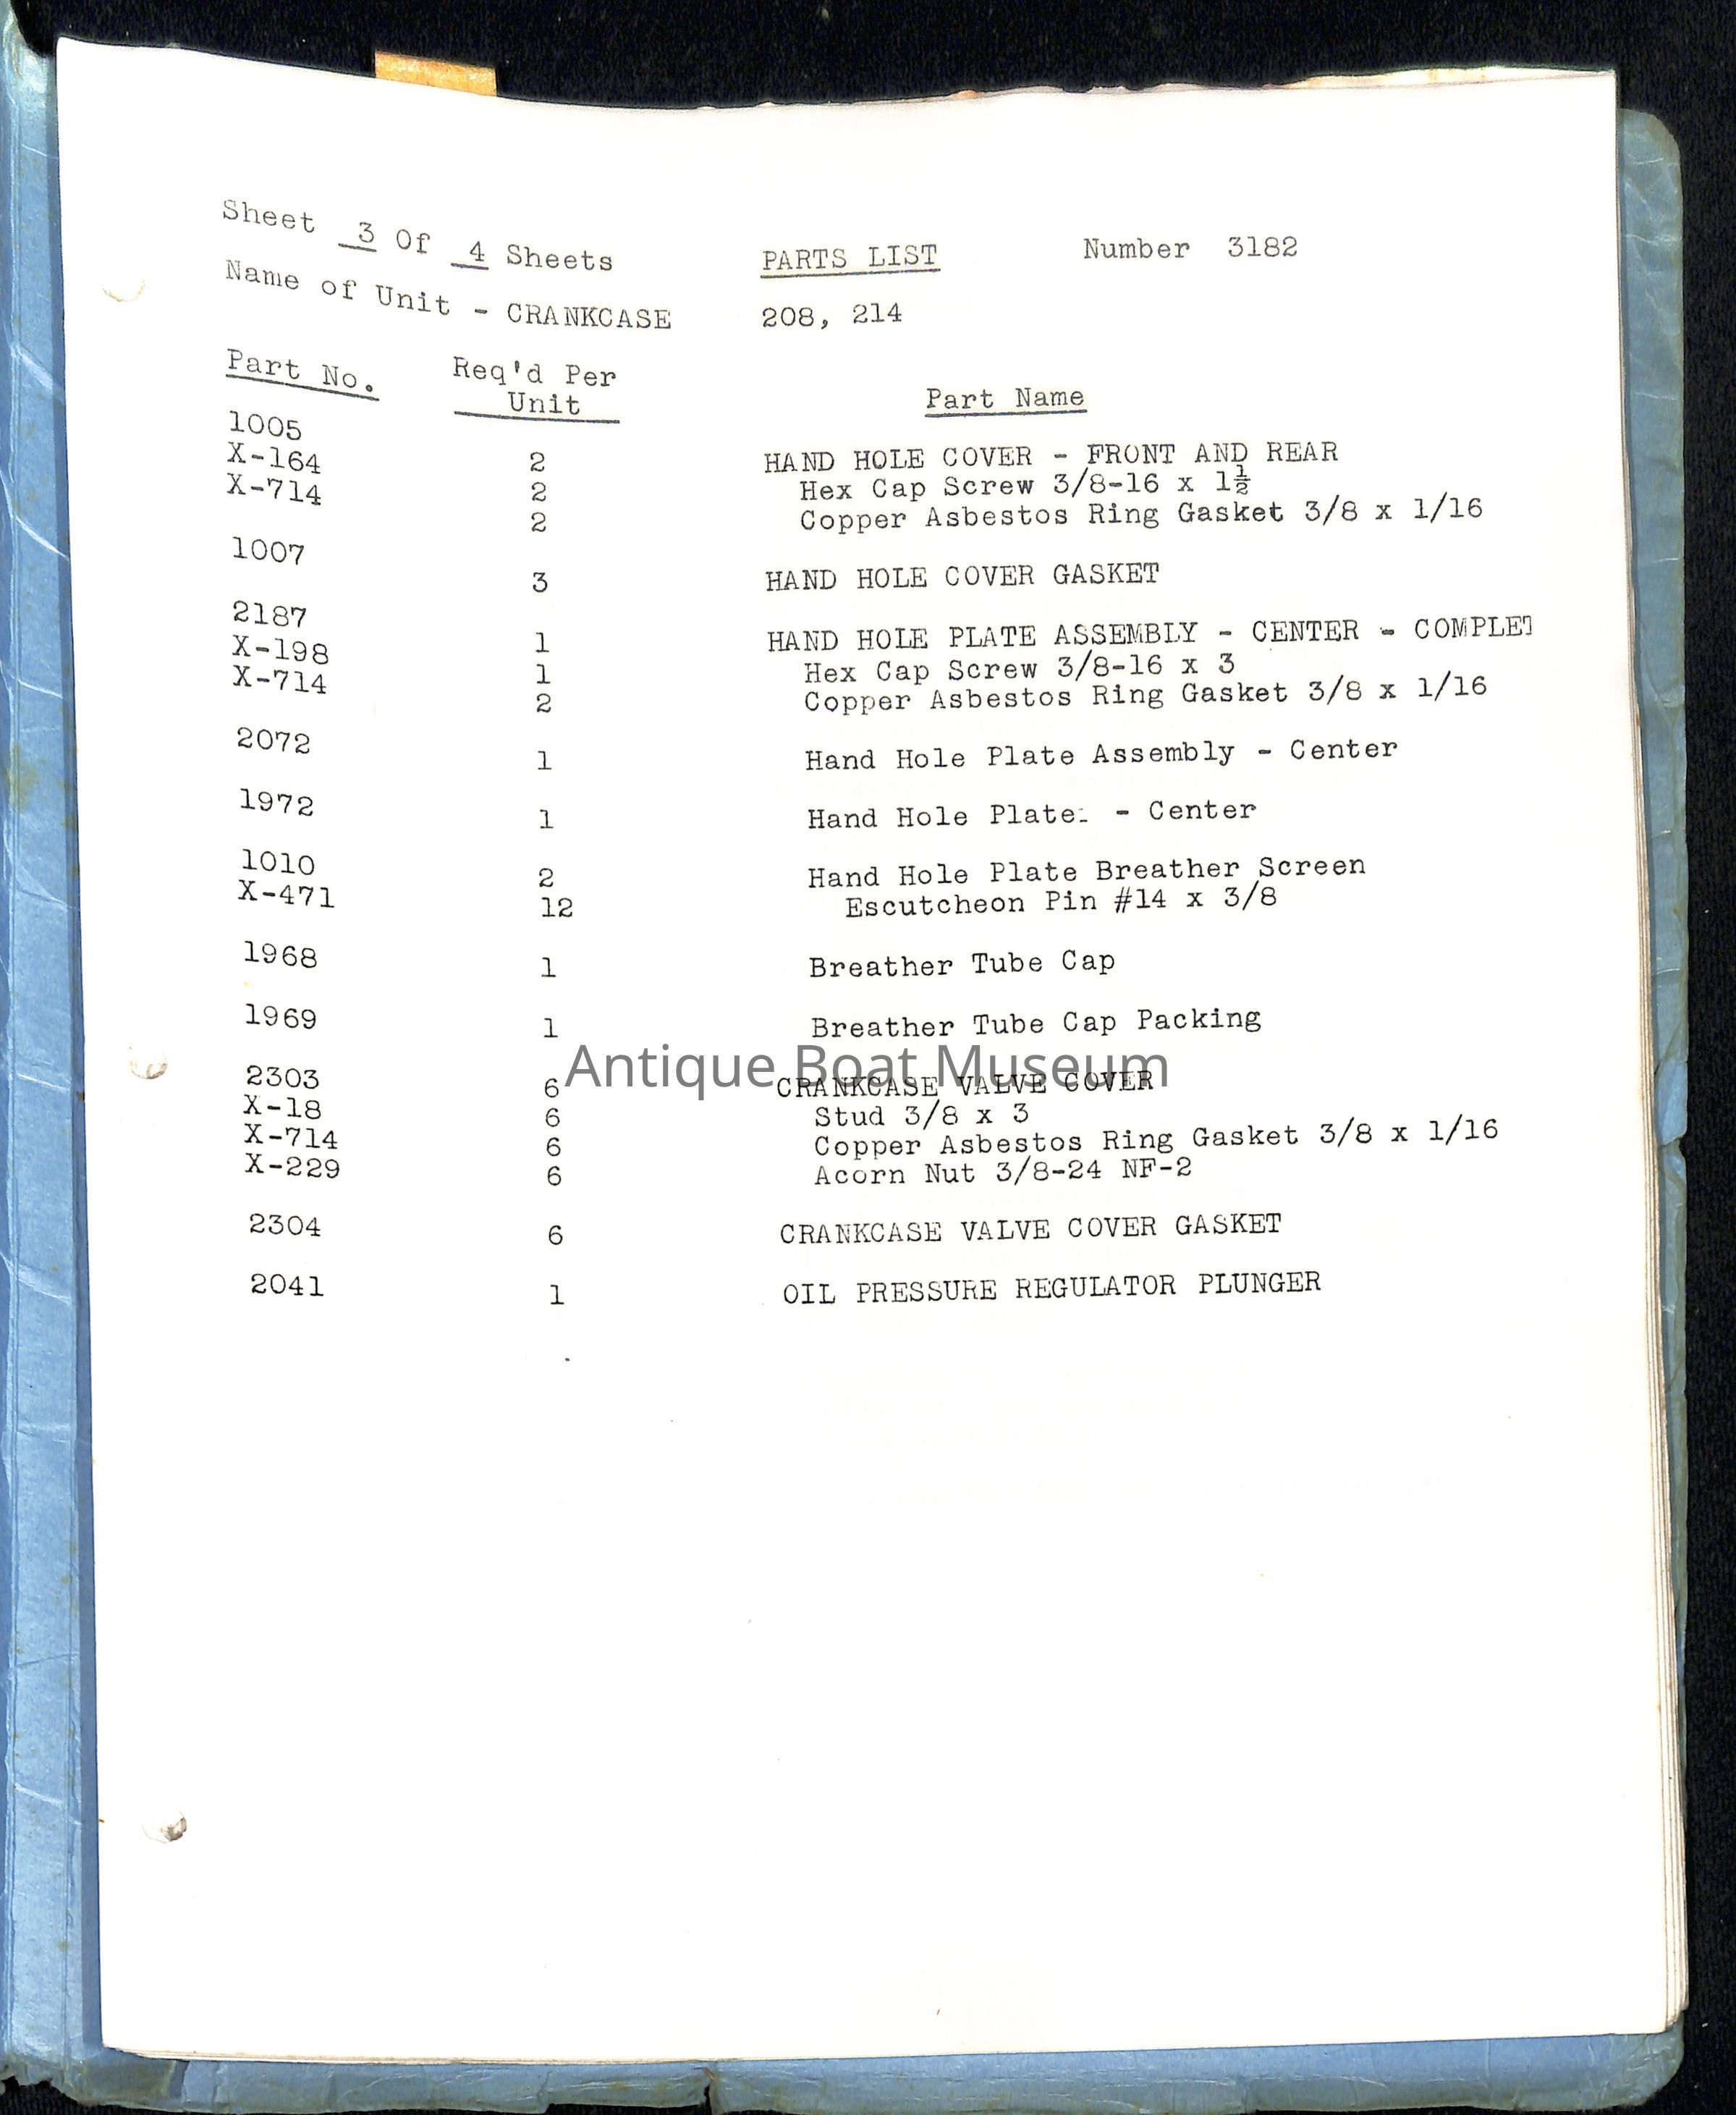 Sheet 3 Of 4 Sheets PARTS LIST Number 3182
Name of Unit - CRANKCASE 208, 214
Part No. Req'd Per Unit Part Name
1005 2 HAND HOLE COVER - FRONT AND REAR
X-164 2 Hex Cap Screw 3/8-16 x 1½
X-714 2 Copper Asbestos Ring Gasket 3/8 x 1/16
1007 3 HAND HOLE COVER GASKET
2187 1 HAND HOLE PLATE ASSEMBLY - CENTER - COMPLET
X-198 1 Hex Cap Screw 3/8-16 x 3
X-714 2 Copper Asbestos Ring Gasket 3/8 x 1/16
2072 1 Hand Hole Plate Assembly - Center
1972 1 Hand Hole Plate - Center
1010 2 Hand Hole Plate Breather Screen
X-471 12 Escutcheon Pin #14 x 3/8
1968 1 Breather Tube Cap
1969 1 Breather Tube Cap Packing
Antique Boat Museum
2303 6 CRANKCASE VALVE COVER
X-18 6 Stud 3/8 x 3
X-714 6 Copper Asbestos Ring Gasket 3/8 x 1/16
X-229 6 Acorn Nut 3/8-24 NF-2
2304 6 CRANKCASE VALVE COVER GASKET
2041 1 OIL PRESSURE REGULATOR PLUNGER